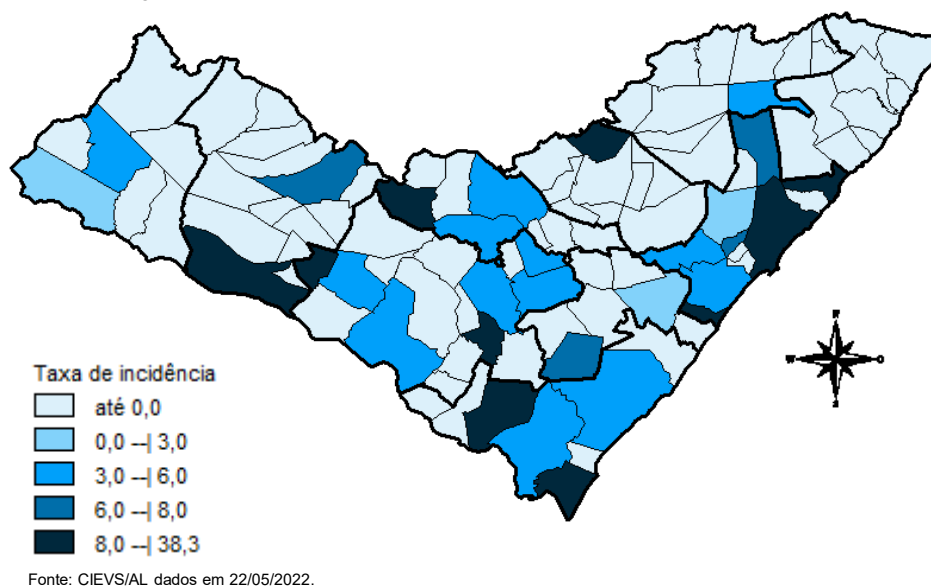 N
W
O
S
Taxa de incidência
até 0,0
0,0 --| 3,0
3,0 --| 6,0
6,0 --| 8,0
8,0 --| 38,3
Fonte: CIEVS/AL dados em 22/05/2022.